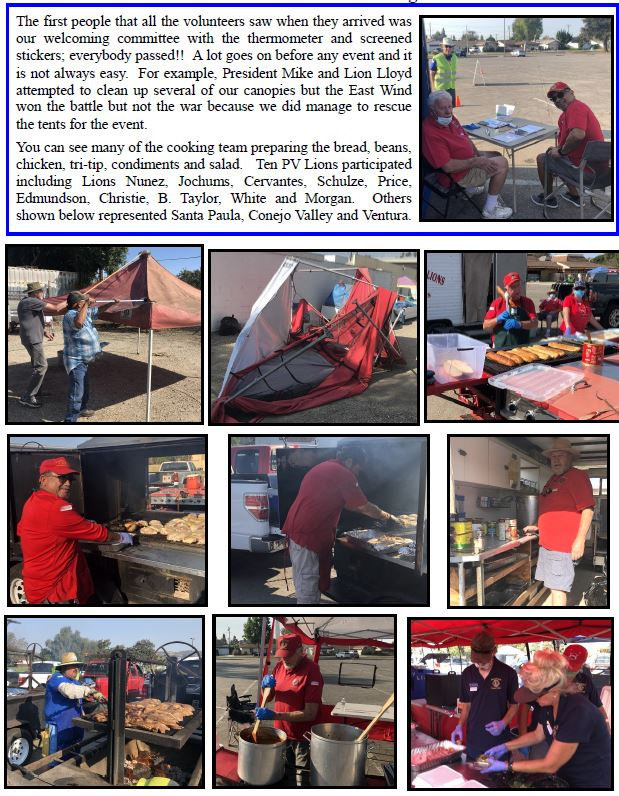 The first people that all the volunteers saw when they arrived was
our welcoming committee with the thermometer and screened
stickers; everybody passed!! A lot goes on before any event and it
is not always easy. For example, President Mike and Lion Lloyd
attempted to clean up several of our canopies but the East Wind
won the battle but not the war because we did manage to rescue
the tents for the event.
You can see many of the cooking team preparing the bread, beans,
chicken, tri-tip, condiments and salad. Ten PV Lions participated
including Lions Nunez, Jochums, Cervantes, Schulze, Price,
Edmundson, Christie, B. Taylor, White and Morgan. Others
shown below represented Santa Paula, Conejo Valley and Ventura.
LIONS